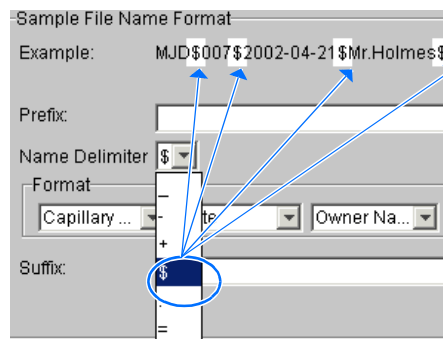 Sample File Name Format
Example: MJD$007$2002-04-21$Mr.Holmes$
Prefix:
Name Delimiter $
_
Format
Capillary ... - te Owner Na...
+
Suffix: $
.
=